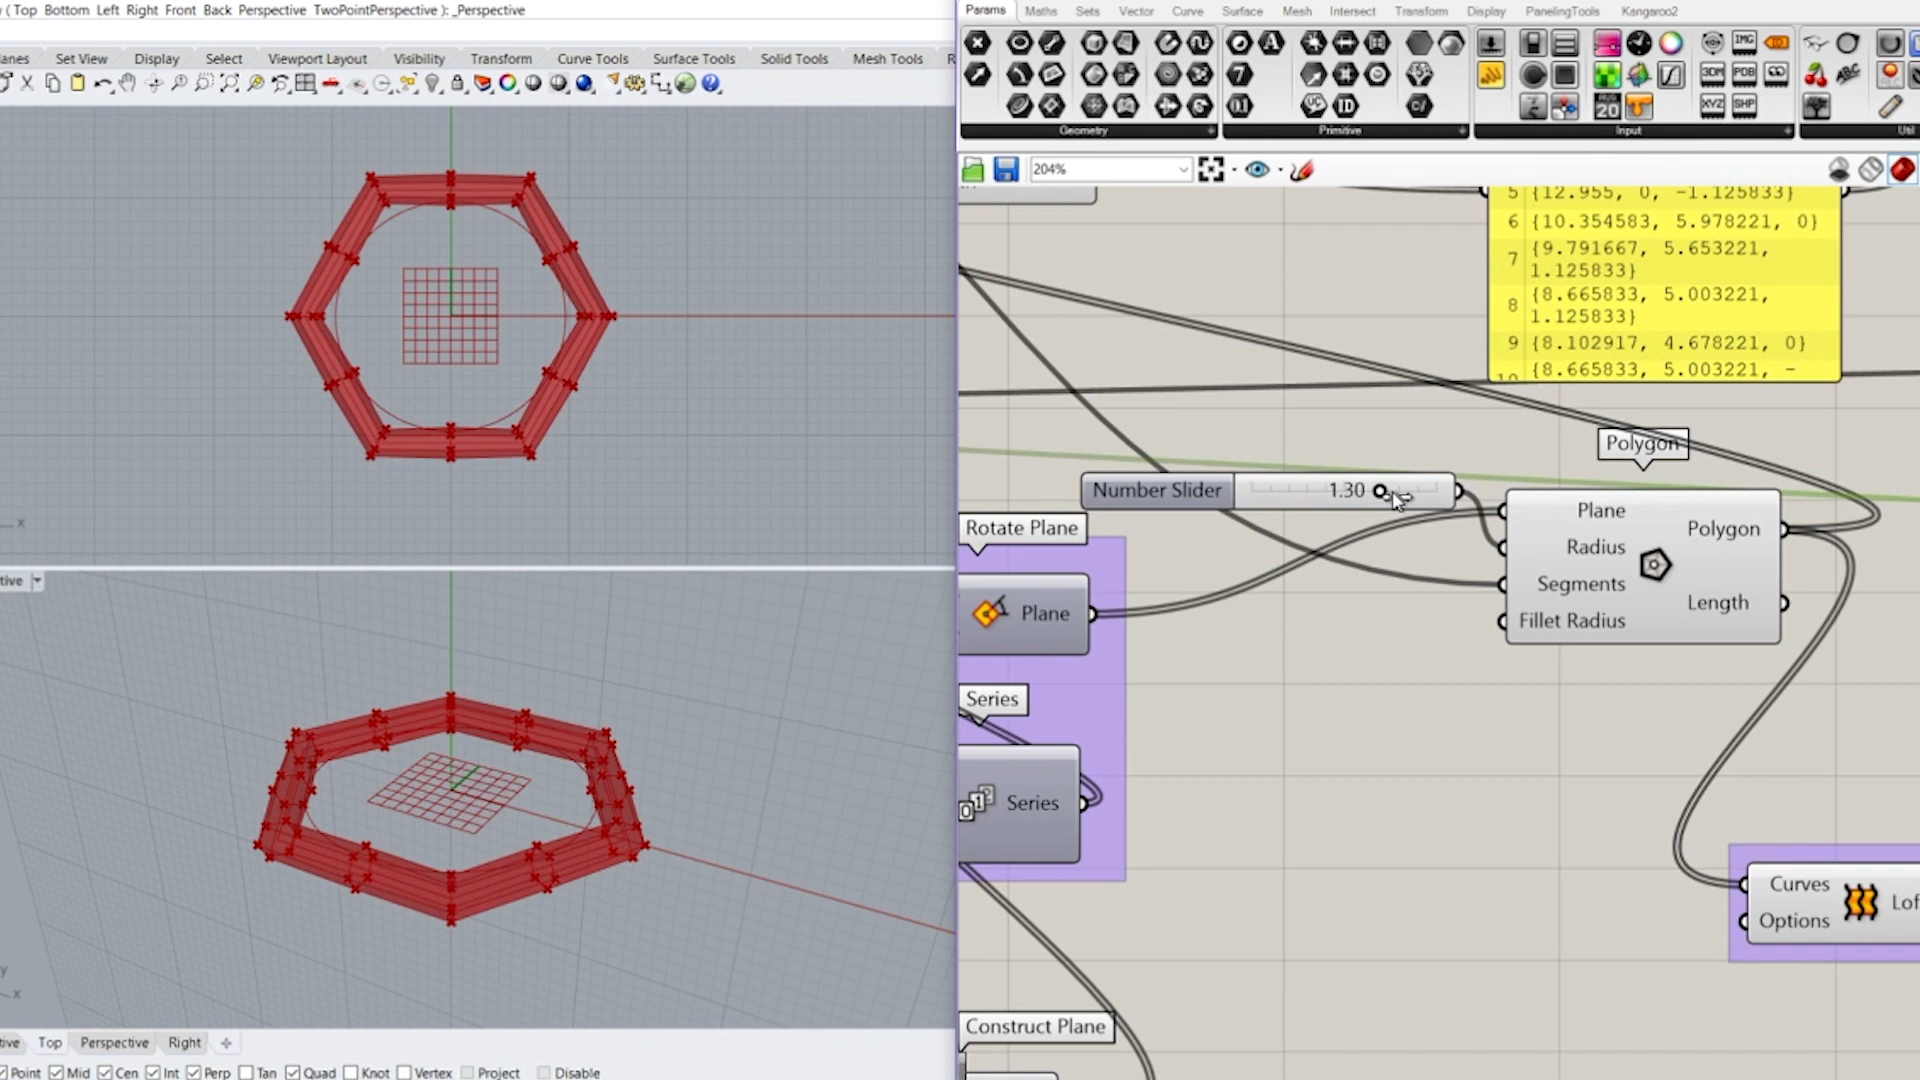 ( Top Bottom Left Right Front Back Perspective TwoPointPerspective ): _Perspective
Params Maths Sets Vector Curve Surface Mesh Intersect Transform Display PanelingTools Kangaroo2
Set View Display Select Viewport Layout Visibility Transform Curve Tools Surface Tools Solid Tools Mesh Tools
Geometry Primitive Input Util
204%
5 {12.955, 0, -1.125833}
6 {10.354583, 5.978221, 0}
7 {9.791667, 5.653221,
1.125833}
8 {8.665833, 5.003221,
1.125833}
9 {8.102917, 4.678221, 0}
10 {8.665833, 5.003221, -
Polygon
Number Slider 1.30
Plane
Radius
Segments
Fillet Radius
Polygon
Length
Rotate Plane
Plane
Series
Series
Curves
Options
Lof
Construct Plane
x
tive
y
x
tive Top Perspective Right
Point Mid Cen Int Perp Tan Quad Knot Vertex Project Disable